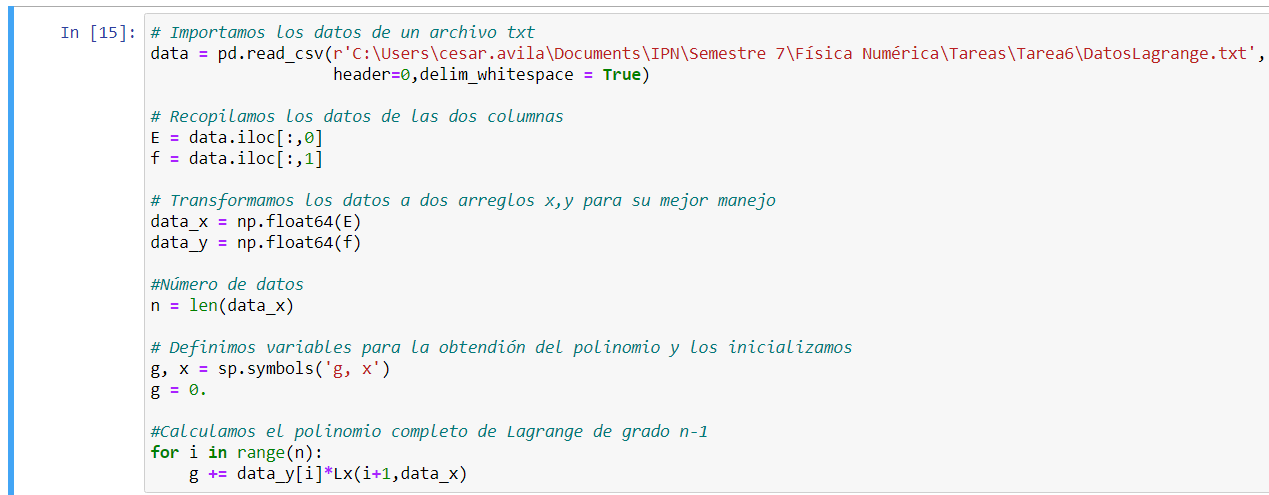 In [15]: # Importamos los datos de un archivo txt
data = pd.read_csv(r'C:\Users\cesar.avila\Documents\IPN\Semestre 7\Física Numérica\Tareas\Tarea6\DatosLagrange.txt',
header=0,delim_whitespace = True)
# Recopilamos los datos de las dos columnas
E = data.iloc[:,0]
f = data.iloc[:,1]
# Transformamos los datos a dos arreglos x,y para su mejor manejo
data_x = np.float64(E)
data_y = np.float64(f)
#Número de datos
n = len(data_x)
# Definimos variables para la obtendión del polinomio y los inicializamos
g, x = sp.symbols('g, x')
g = 0.
#Calculamos el polinomio completo de Lagrange de grado n-1
for i in range(n):
g += data_y[i]*Lx(i+1,data_x)